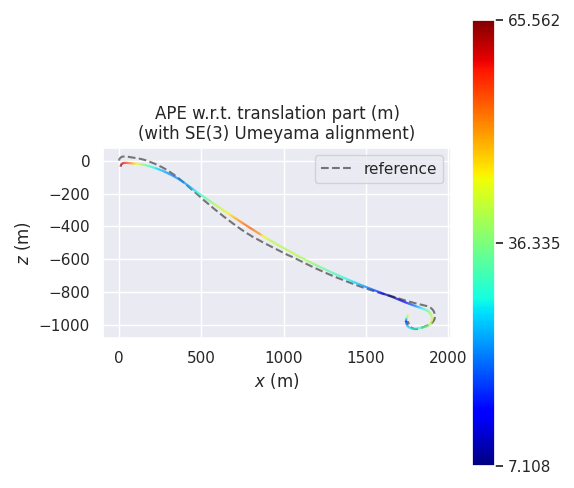 APE w.r.t. translation part (m)
(with SE(3) Umeyama alignment)
reference
0
−200
−400
−600
−800
−1000
z (m)
0
500
1000
1500
2000
x (m)
65.562
36.335
7.108